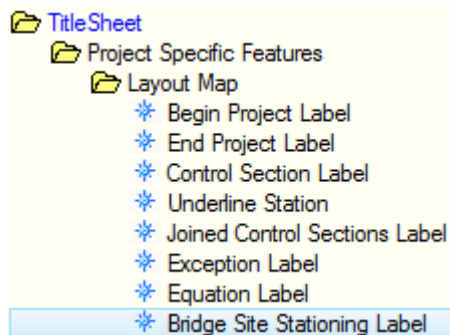 TitleSheet
Project Specific Features
Layout Map
Begin Project Label
End Project Label
Control Section Label
Underline Station
Joined Control Sections Label
Exception Label
Equation Label
Bridge Site Stationing Label